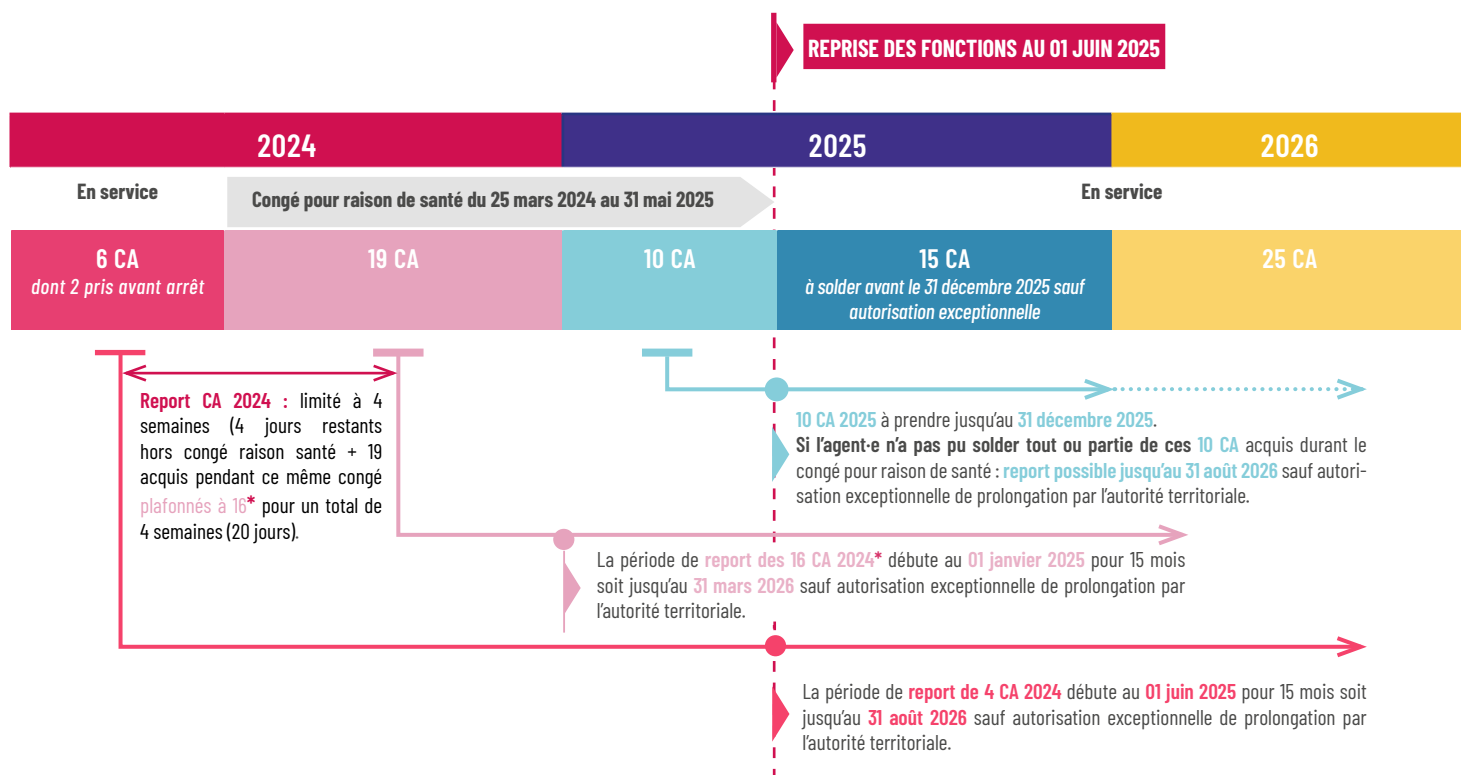 REPRISE DES FONCTIONS AU 01 JUIN 2025
2024
2025
2026
En service
Congé pour raison de santé du 25 mars 2024 au 31 mai 2025
En service
6 CA
dont 2 pris avant arrêt
19 CA
10 CA
15 CA
à solder avant le 31 décembre 2025 sauf
autorisation exceptionnelle
25 CA
Report CA 2024 : limité à 4
semaines (4 jours restants
hors congé raison santé + 19
acquis pendant ce même congé
plafonnés à 16* pour un total de
4 semaines (20 jours).
10 CA 2025 à prendre jusqu'au 31 décembre 2025.
Si l'agent·e n'a pas pu solder tout ou partie de ces 10 CA acquis durant le
congé pour raison de santé : report possible jusqu'au 31 août 2026 sauf autori-
sation exceptionnelle de prolongation par l'autorité territoriale.
La période de report des 16 CA 2024* débute au 01 janvier 2025 pour 15 mois
soit jusqu'au 31 mars 2026 sauf autorisation exceptionnelle de prolongation par
l'autorité territoriale.
La période de report de 4 CA 2024 débute au 01 juin 2025 pour 15 mois soit
jusqu'au 31 août 2026 sauf autorisation exceptionnelle de prolongation par
l'autorité territoriale.